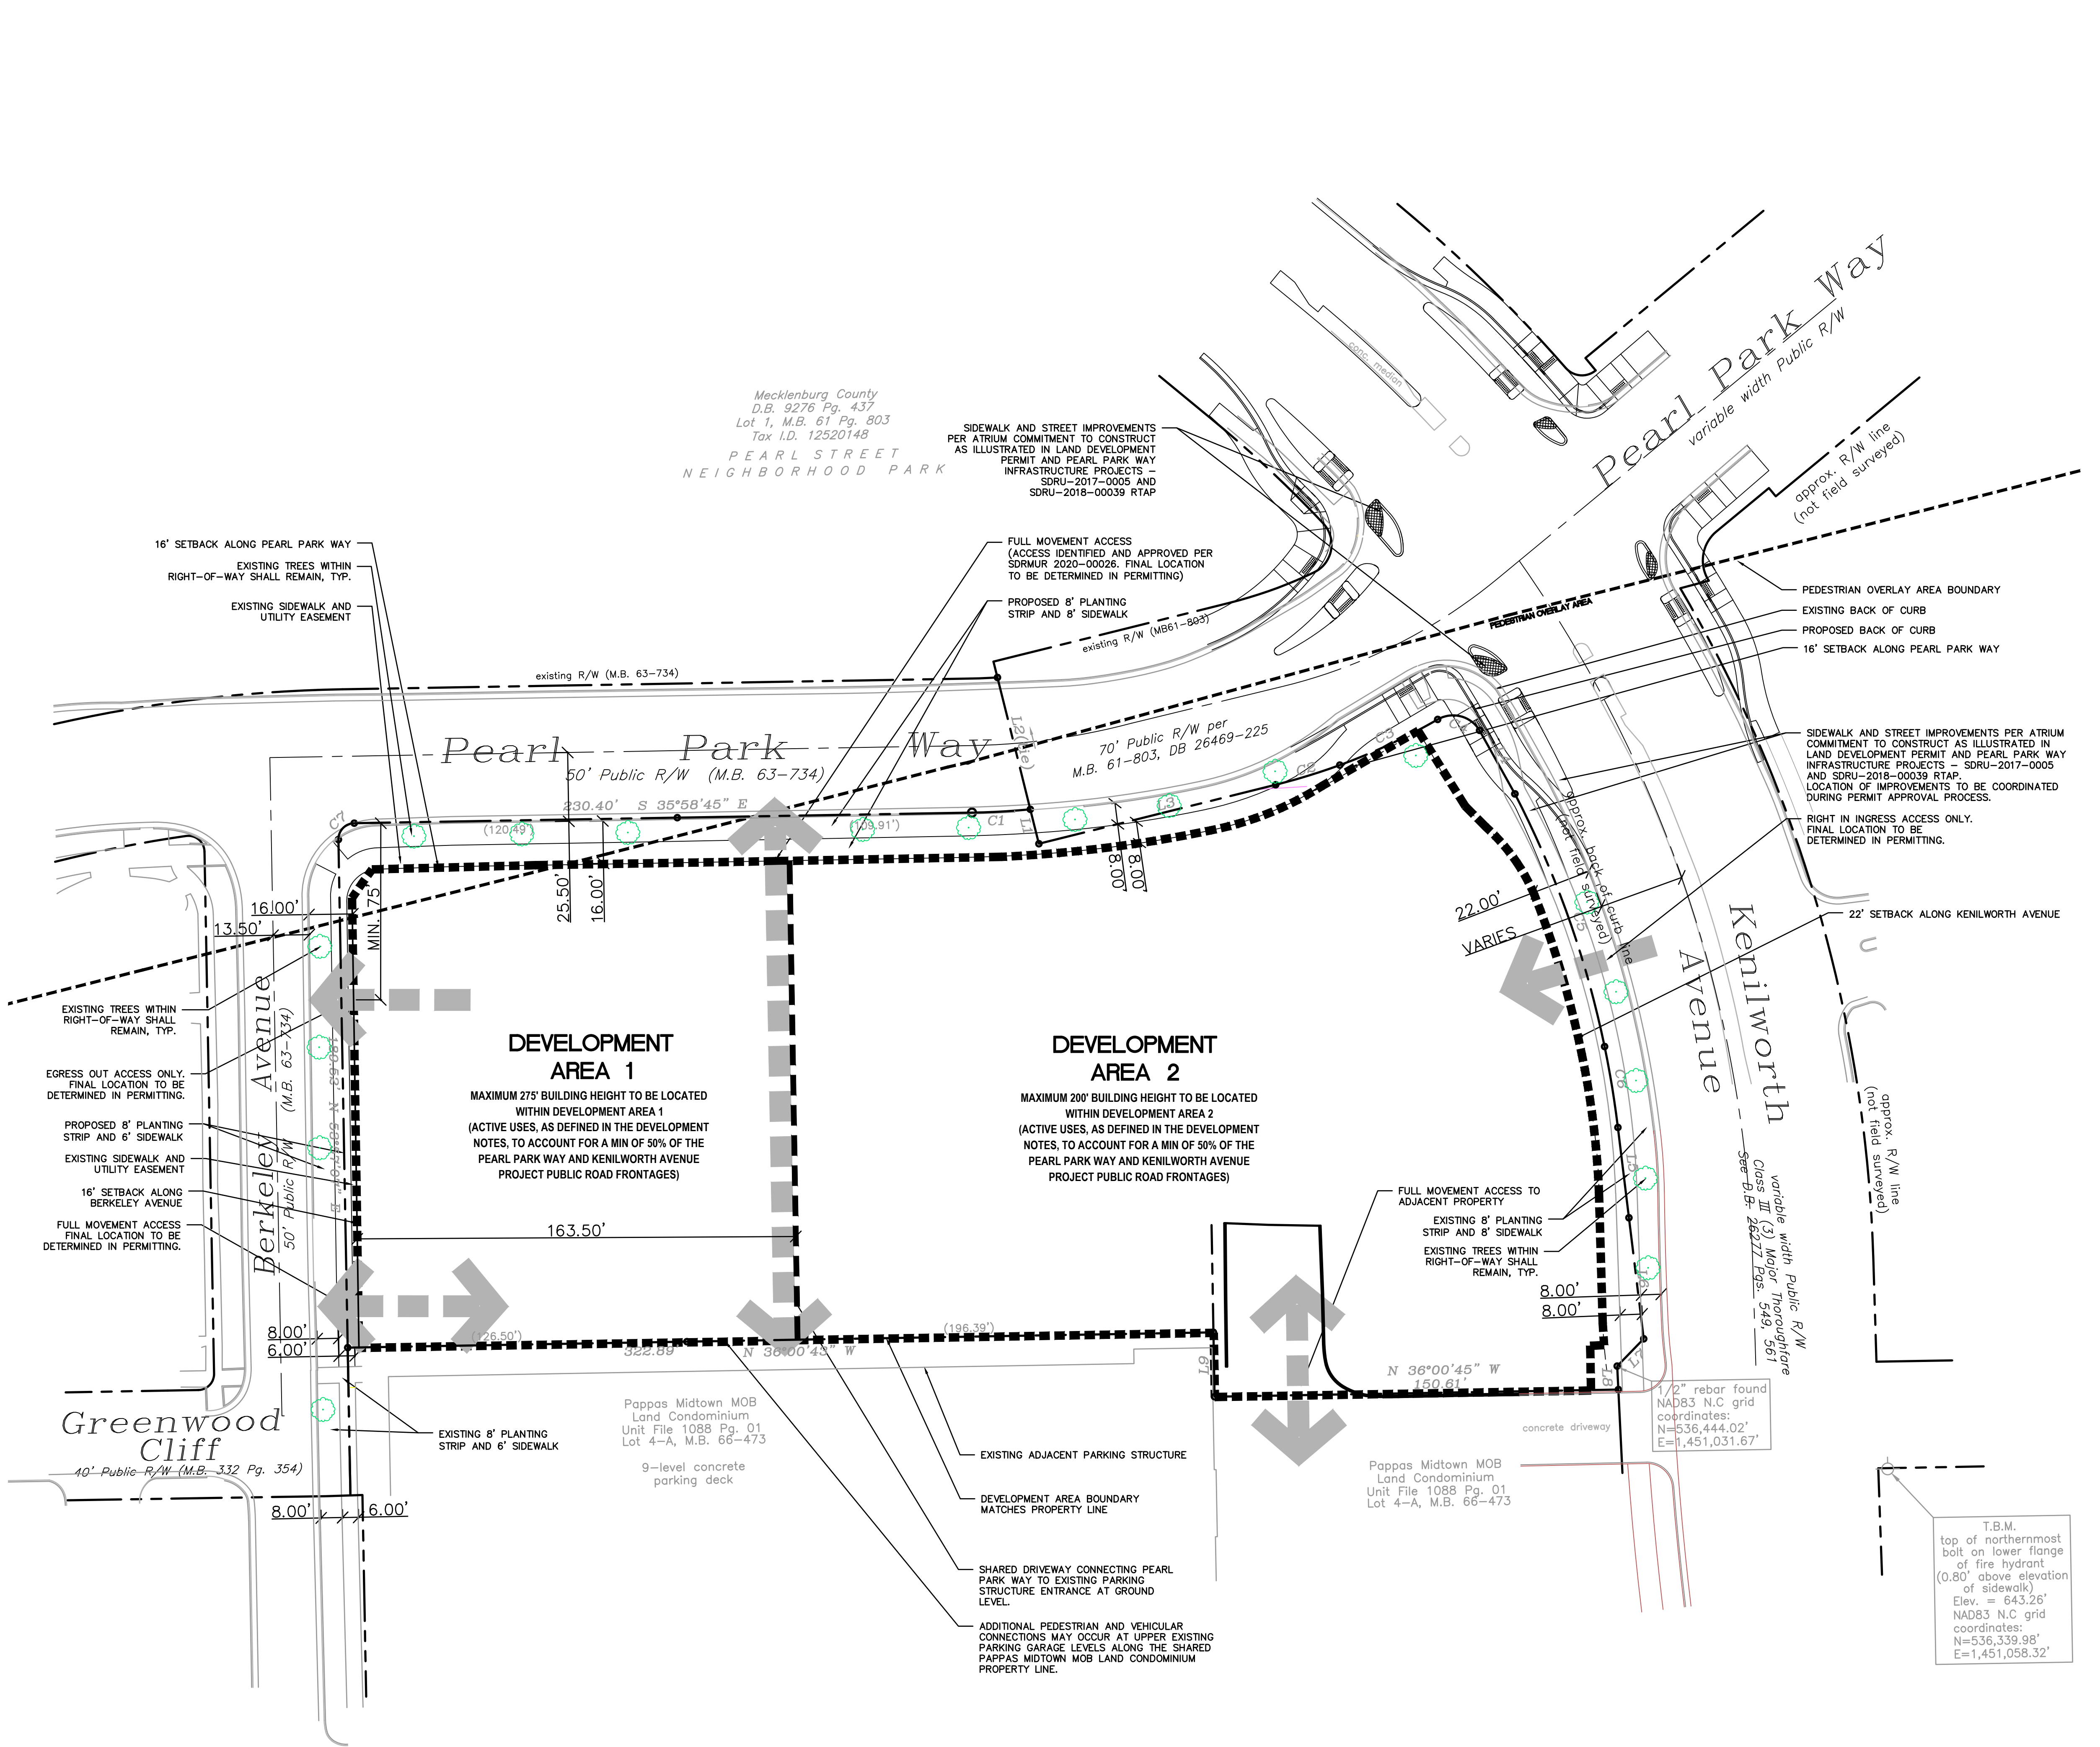 Mecklenburg County
D.B. 9276 Pg. 437
Lot 1, M.B. 61 Pg. 803
Tax I.D. 12520148
PEARL STREET
NEIGHBORHOOD PARK
conc. median
Pearl Park Way
variable width Public R/W
approx. R/W line
(not field surveyed)
SIDEWALK AND STREET IMPROVEMENTS
PER ATRIUM COMMITMENT TO CONSTRUCT
AS ILLUSTRATED IN LAND DEVELOPMENT
PERMIT AND PEARL PARK WAY
INFRASTRUCTURE PROJECTS –
SDRU–2017–0005 AND
SDRU–2018–00039 RTAP
16' SETBACK ALONG PEARL PARK WAY
EXISTING TREES WITHIN
RIGHT–OF–WAY SHALL REMAIN, TYP.
EXISTING SIDEWALK AND
UTILITY EASEMENT
FULL MOVEMENT ACCESS
(ACCESS IDENTIFIED AND APPROVED PER
SDRMUR 2020–00026. FINAL LOCATION
TO BE DETERMINED IN PERMITTING)
PROPOSED 8' PLANTING
STRIP AND 8' SIDEWALK
existing R/W (MB61–803)
existing R/W (M.B. 63–734)
PEDESTRIAN OVERLAY AREA
PEDESTRIAN OVERLAY AREA BOUNDARY
EXISTING BACK OF CURB
PROPOSED BACK OF CURB
16' SETBACK ALONG PEARL PARK WAY
SIDEWALK AND STREET IMPROVEMENTS PER ATRIUM
COMMITMENT TO CONSTRUCT AS ILLUSTRATED IN
LAND DEVELOPMENT PERMIT AND PEARL PARK WAY
INFRASTRUCTURE PROJECTS – SDRU–2017–0005
AND SDRU–2018–00039 RTAP.
LOCATION OF IMPROVEMENTS TO BE COORDINATED
DURING PERMIT APPROVAL PROCESS.
RIGHT IN INGRESS ACCESS ONLY.
FINAL LOCATION TO BE
DETERMINED IN PERMITTING.
22' SETBACK ALONG KENILWORTH AVENUE
Pearl Park Way
50' Public R/W (M.B. 63–734)
70' Public R/W per
M.B. 61–803, DB 26469–225
L2(tie)
230.40' S 35°58'45" E
(120.49')
(109.91')
C7
C1
L1
L3
C2
C3
C4
L4
C5
C6
L5
L6
L7
L8
L9
approx. back of curb line
(not field surveyed)
8.00'
8.00'
25.50'
16.00'
MIN. 75'
16.00'
13.50'
22.00'
VARIES
Kenilworth
Avenue
variable width Public R/W
Class III (3) Major Thoroughfare
See D.B. 26277 Pgs. 549, 561
approx. R/W line
(not field surveyed)
Berkeley Avenue
50' Public R/W (M.B. 63–734)
EXISTING TREES WITHIN
RIGHT–OF–WAY SHALL
REMAIN, TYP.
EGRESS OUT ACCESS ONLY.
FINAL LOCATION TO BE
DETERMINED IN PERMITTING.
PROPOSED 8' PLANTING
STRIP AND 6' SIDEWALK
EXISTING SIDEWALK AND
UTILITY EASEMENT
16' SETBACK ALONG
BERKELEY AVENUE
FULL MOVEMENT ACCESS
FINAL LOCATION TO BE
DETERMINED IN PERMITTING.
DEVELOPMENT
AREA 1
MAXIMUM 275' BUILDING HEIGHT TO BE LOCATED
WITHIN DEVELOPMENT AREA 1
(ACTIVE USES, AS DEFINED IN THE DEVELOPMENT
NOTES, TO ACCOUNT FOR A MIN OF 50% OF THE
PEARL PARK WAY AND KENILWORTH AVENUE
PROJECT PUBLIC ROAD FRONTAGES)
DEVELOPMENT
AREA 2
MAXIMUM 200' BUILDING HEIGHT TO BE LOCATED
WITHIN DEVELOPMENT AREA 2
(ACTIVE USES, AS DEFINED IN THE DEVELOPMENT
NOTES, TO ACCOUNT FOR A MIN OF 50% OF THE
PEARL PARK WAY AND KENILWORTH AVENUE
PROJECT PUBLIC ROAD FRONTAGES)
163.50'
FULL MOVEMENT ACCESS TO
ADJACENT PROPERTY
EXISTING 8' PLANTING
STRIP AND 8' SIDEWALK
EXISTING TREES WITHIN
RIGHT–OF–WAY SHALL
REMAIN, TYP.
8.00'
8.00'
8.00'
6.00'
(126.50')
322.89'
N 36°00'43" W
(196.39')
N 36°00'45" W
150.61'
1/2" rebar found
NAD83 N.C grid
coordinates:
N=536,444.02'
E=1,451,031.67'
concrete driveway
Greenwood
Cliff
40' Public R/W (M.B. 332 Pg. 354)
8.00'
6.00'
EXISTING 8' PLANTING
STRIP AND 6' SIDEWALK
Pappas Midtown MOB
Land Condominium
Unit File 1088 Pg. 01
Lot 4–A, M.B. 66–473
9–level concrete
parking deck
EXISTING ADJACENT PARKING STRUCTURE
DEVELOPMENT AREA BOUNDARY
MATCHES PROPERTY LINE
SHARED DRIVEWAY CONNECTING PEARL
PARK WAY TO EXISTING PARKING
STRUCTURE ENTRANCE AT GROUND
LEVEL.
ADDITIONAL PEDESTRIAN AND VEHICULAR
CONNECTIONS MAY OCCUR AT UPPER EXISTING
PARKING GARAGE LEVELS ALONG THE SHARED
PAPPAS MIDTOWN MOB LAND CONDOMINIUM
PROPERTY LINE.
Pappas Midtown MOB
Land Condominium
Unit File 1088 Pg. 01
Lot 4–A, M.B. 66–473
T.B.M.
top of northernmost
bolt on lower flange
of fire hydrant
(0.80' above elevation
of sidewalk)
Elev. = 643.26'
NAD83 N.C grid
coordinates:
N=536,339.98'
E=1,451,058.32'